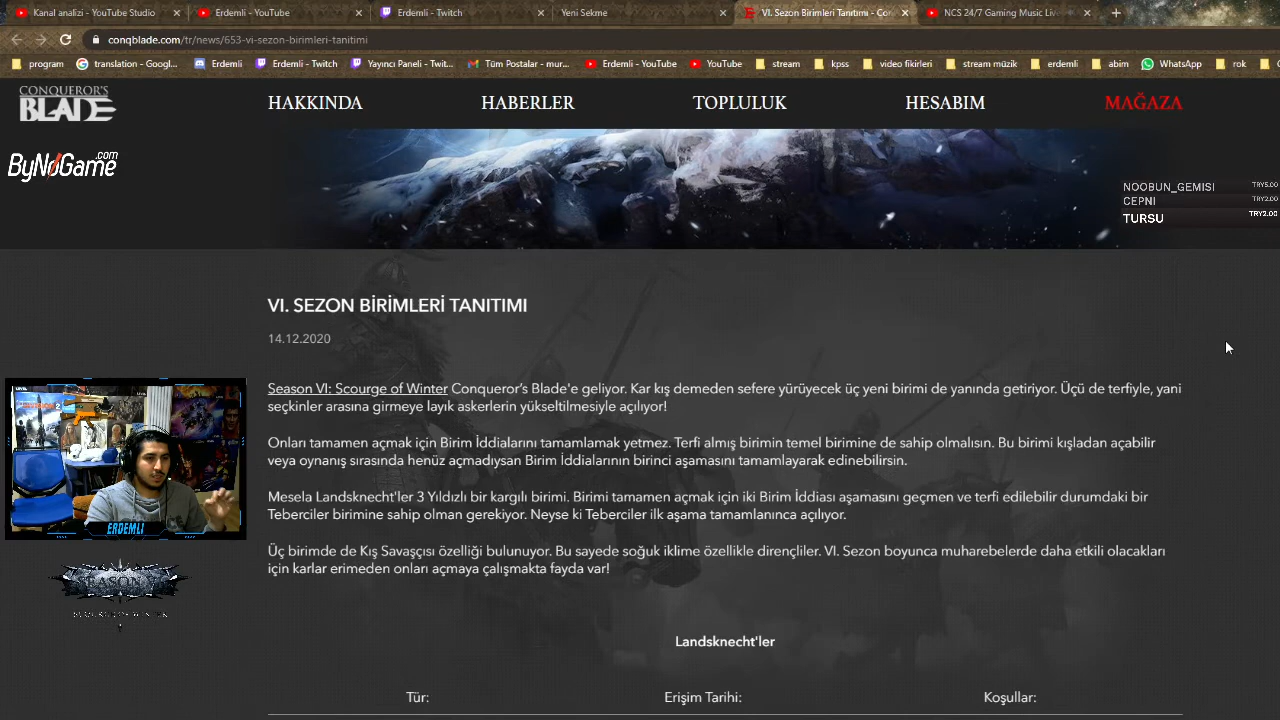 Kanal analizi - YouTube Studio
Erdemli - YouTube
Erdemli - Twitch
Yeni Sekme
VI. Sezon Birimleri Tanıtımı - Co
NCS 24/7 Gaming Music Live
conqblade.com/tr/news/653-vi-sezon-birimleri-tanitimi
program
translation - Googl...
Erdemli
Erdemli - Twitch
Yayıncı Paneli - Twit...
Tüm Postalar - mur...
Erdemli - YouTube
YouTube
stream
kpss
video fikirleri
stream müzik
erdemli
abim
WhatsApp
rok
CONQUEROR'S
BLADE
HAKKINDA
HABERLER
TOPLULUK
HESABIM
MAĞAZA
ByNoGame.com
NOOBUN_GEMISI TRY5.00
CEPNI TRY2.00
TURSU TRY2.00
VI. SEZON BİRİMLERİ TANITIMI
14.12.2020
Season VI: Scourge of Winter Conqueror's Blade'e geliyor. Kar kış demeden sefere yürüyecek üç yeni birimi de yanında getiriyor. Üçü de terfiyle, yani
seçkinler arasına girmeye layık askerlerin yükseltilmesiyle açılıyor!
Onları tamamen açmak için Birim İddialarını tamamlamak yetmez. Terfi almış birimin temel birimine de sahip olmalısın. Bu birimi kışladan açabilir
veya oynanış sırasında henüz açmadıysan Birim İddialarının birinci aşamasını tamamlayarak edinebilirsin.
Mesela Landsknecht'ler 3 Yıldızlı bir kargılı birimi. Birimi tamamen açmak için iki Birim İddiası aşamasını geçmen ve terfi edilebilir durumdaki bir
Teberciler birimine sahip olman gerekiyor. Neyse ki Teberciler ilk aşama tamamlanınca açılıyor.
Üç birimde de Kış Savaşçısı özelliği bulunuyor. Bu sayede soğuk iklime özellikle dirençliler. VI. Sezon boyunca muharebelerde daha etkili olacakları
için karlar erimeden onları açmaya çalışmakta fayda var!
ERDEMLİ
SEASON VI
SCOURGE OF WINTER
Landsknecht'ler
Tür:
Erişim Tarihi:
Koşullar: